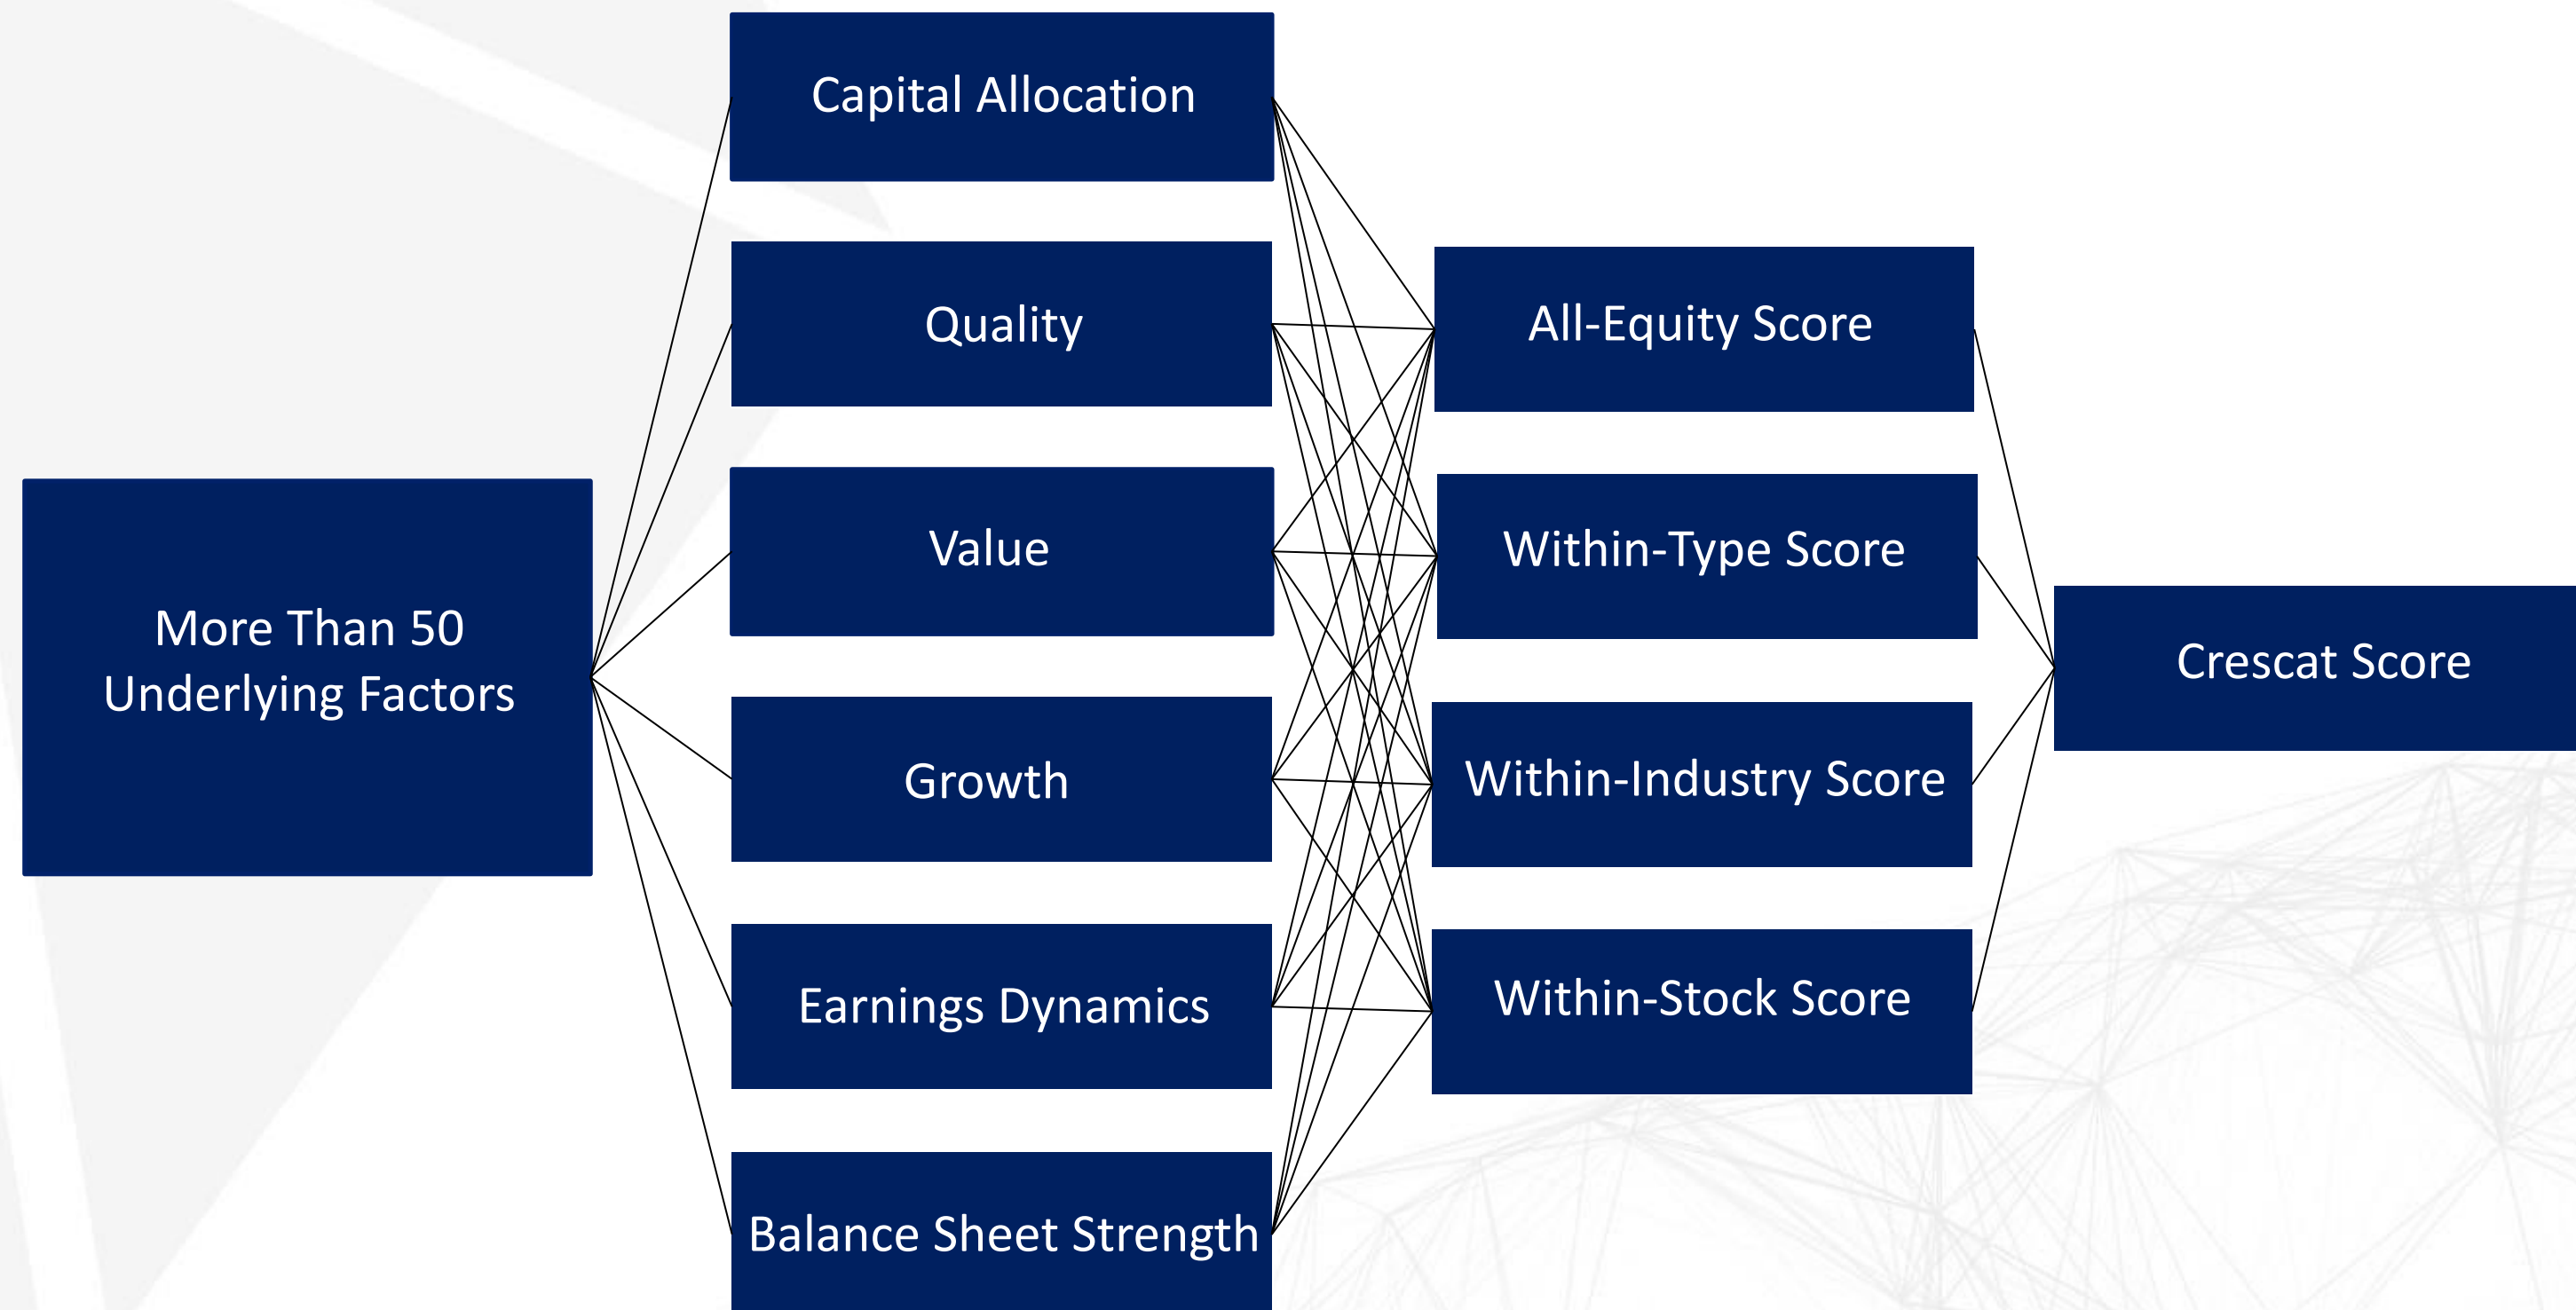 More Than 50
Underlying Factors
Capital Allocation
Quality
Value
Growth
Earnings Dynamics
Balance Sheet Strength
All-Equity Score
Within-Type Score
Within-Industry Score
Within-Stock Score
Crescat Score